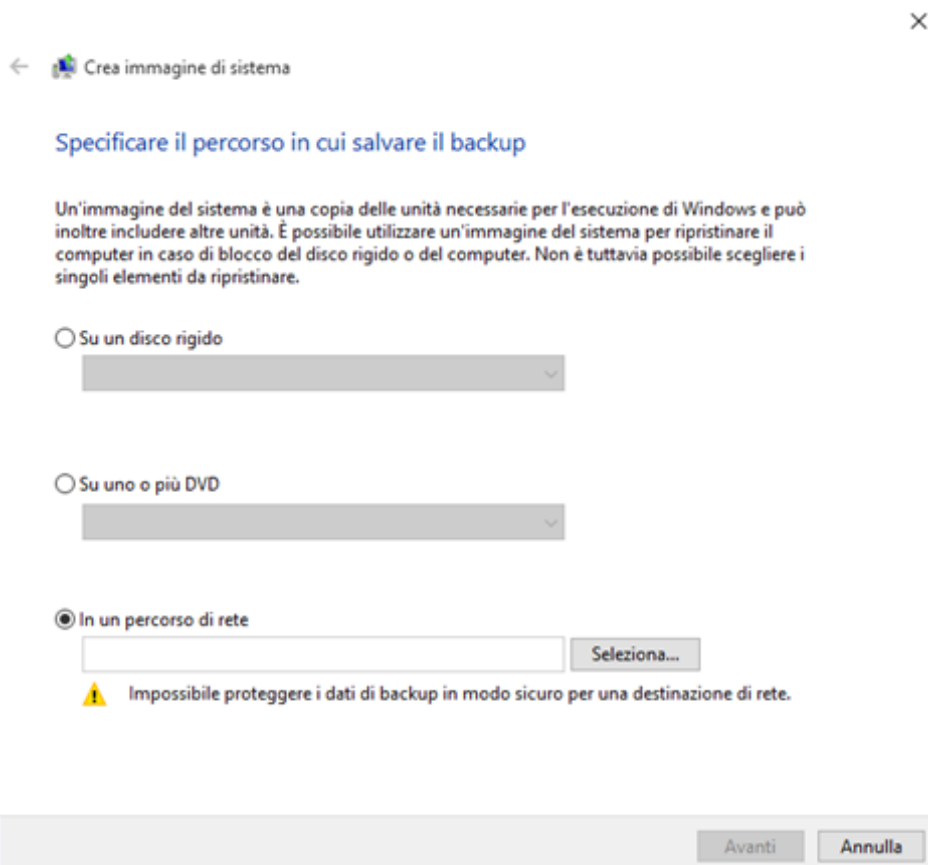 Crea immagine di sistema
Specificare il percorso in cui salvare il backup
Un'immagine del sistema è una copia delle unità necessarie per l'esecuzione di Windows e può
inoltre includere altre unità. È possibile utilizzare un'immagine del sistema per ripristinare il
computer in caso di blocco del disco rigido o del computer. Non è tuttavia possibile scegliere i
singoli elementi da ripristinare.
Su un disco rigido
Su uno o più DVD
In un percorso di rete
Seleziona...
Impossibile proteggere i dati di backup in modo sicuro per una destinazione di rete.
Avanti
Annulla